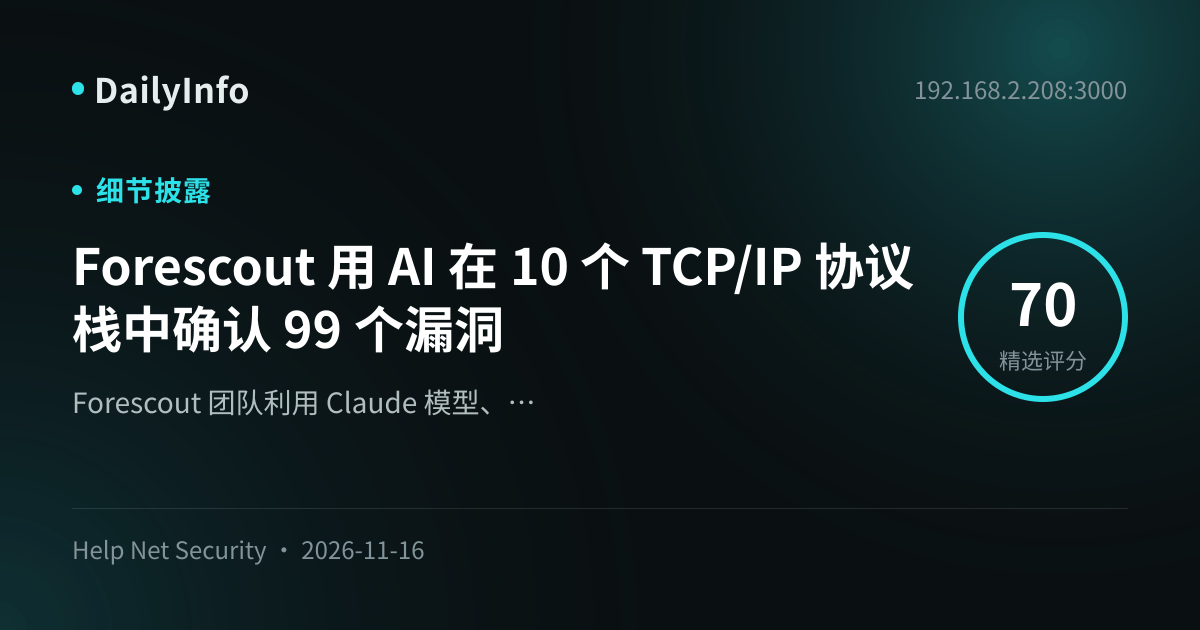 DailyInfo
192.168.2.208:3000
细节披露
Forescout 用 AI 在 10 个 TCP/IP 协议
栈中确认 99 个漏洞
70
精选评分
Forescout 团队利用 Claude 模型、…
Help Net Security · 2026-11-16